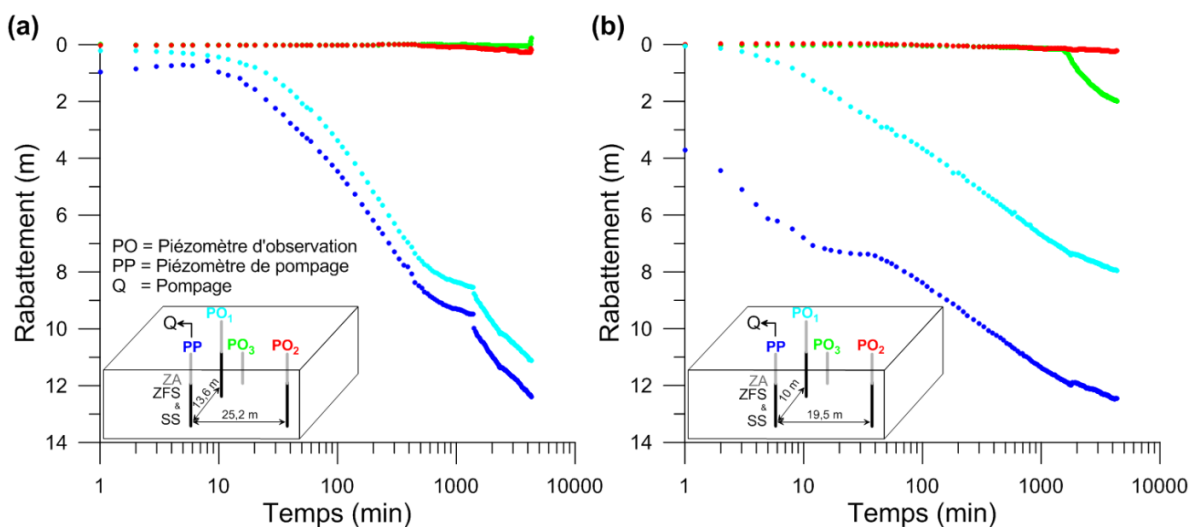 (a)
0
2
4
6
8
10
12
14
Rabattement (m)
PO = Piézomètre d'observation
PP = Piézomètre de pompage
Q = Pompage
Q
PO1
PP
PO3
PO2
ZA
ZFS
&
SS
13,6 m
25,2 m
1 10 100 1000 10000
Temps (min)
(b)
0
2
4
6
8
10
12
14
Rabattement (m)
Q
PO1
PP
PO3
PO2
ZA
ZFS
&
SS
10 m
19,5 m
1 10 100 1000 10000
Temps (min)